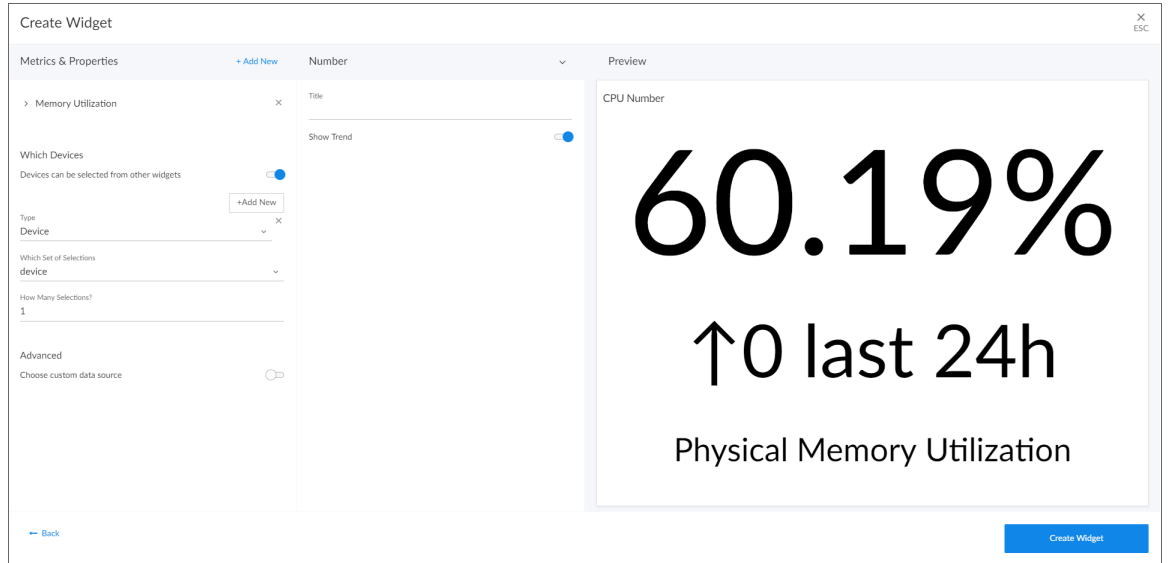 Create Widget
ESC
Metrics & Properties
+ Add New
Number
Preview
Memory Utilization
Which Devices
Devices can be selected from other widgets
+Add New
Type
Device
Which Set of Selections
device
How Many Selections?
1
Advanced
Choose custom data source
Title
Show Trend
CPU Number
60.19%
↑0 last 24h
Physical Memory Utilization
← Back
Create Widget